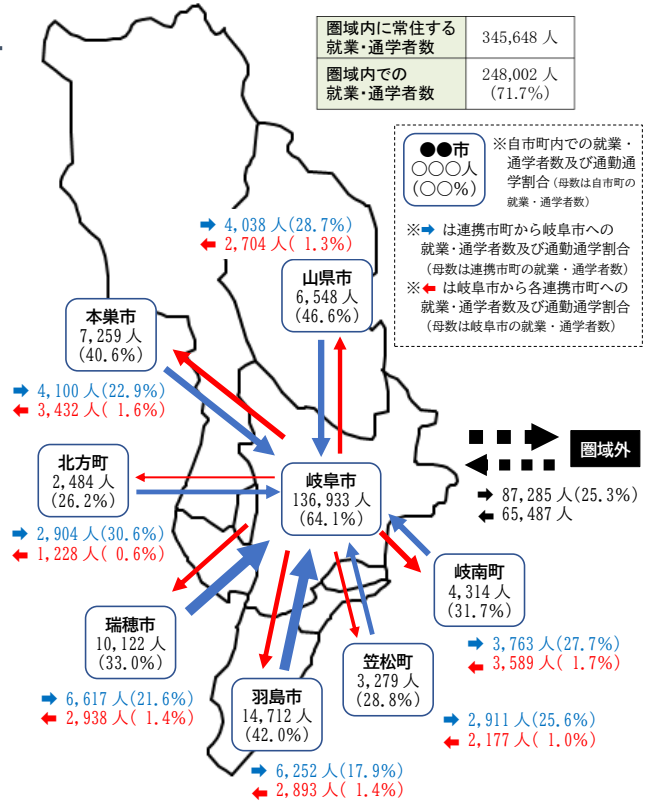 圏域内に常住する
就業・通学者数
345,648 人
圏域内での
就業・通学者数
248,002 人
(71.7%)
●●市
○○○人
(○○%)
※自市町内での就業・
通学者数及び通勤通
学割合(母数は自市町の
就業・通学者数)
※➡ は連携市町から岐阜市への
就業・通学者数及び通勤通学割合
(母数は連携市町の就業・通学者数)
※⬅ は岐阜市から各連携市町への
就業・通学者数及び通勤通学割合
(母数は岐阜市の就業・通学者数)
➡ 4,038 人(28.7%)
⬅ 2,704 人( 1.3%)
山県市
6,548 人
(46.6%)
本巣市
7,259 人
(40.6%)
➡ 4,100 人(22.9%)
⬅ 3,432 人( 1.6%)
北方町
2,484 人
(26.2%)
➡ 2,904 人(30.6%)
⬅ 1,228 人( 0.6%)
岐阜市
136,933 人
(64.1%)
圏域外
➡ 87,285 人(25.3%)
⬅ 65,487 人
岐南町
4,314 人
(31.7%)
➡ 3,763 人(27.7%)
⬅ 3,589 人( 1.7%)
瑞穂市
10,122 人
(33.0%)
➡ 6,617 人(21.6%)
⬅ 2,938 人( 1.4%)
笠松町
3,279 人
(28.8%)
➡ 2,911 人(25.6%)
⬅ 2,177 人( 1.0%)
羽島市
14,712 人
(42.0%)
➡ 6,252 人(17.9%)
⬅ 2,893 人( 1.4%)